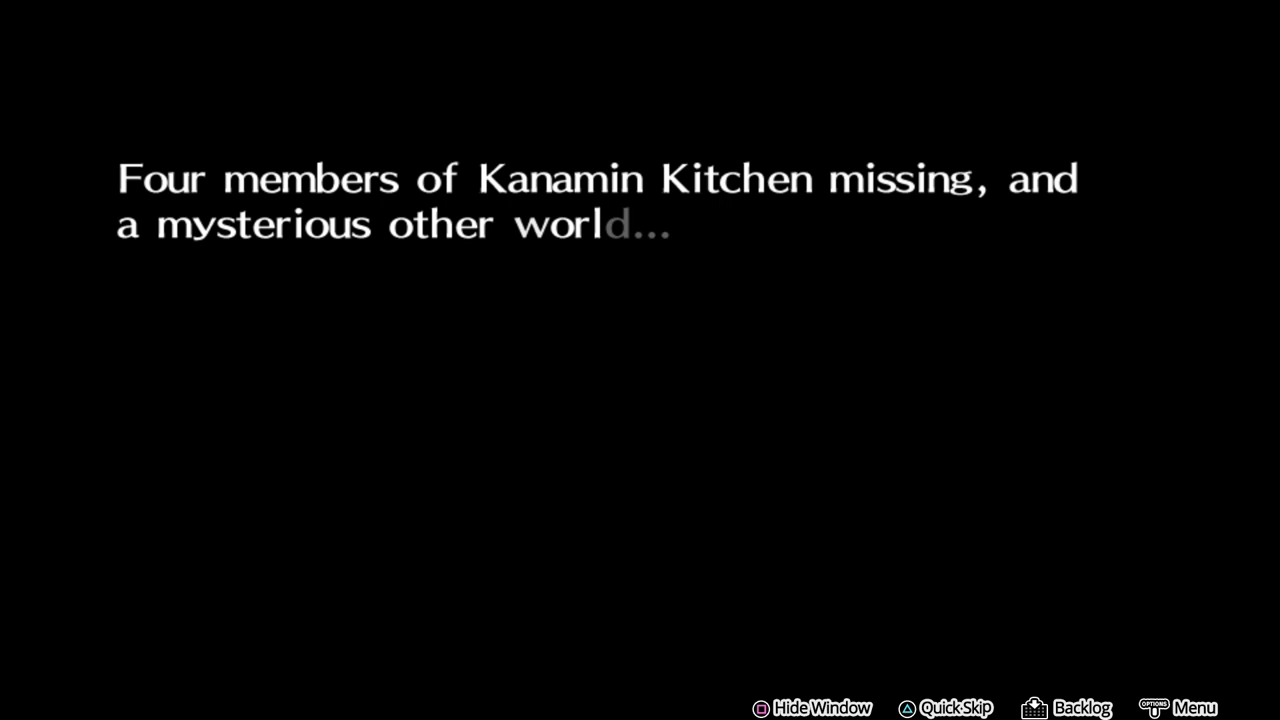 Four members of Kanamin Kitchen missing, and
a mysterious other world...
Hide Window Quick Skip Backlog OPTIONS Menu